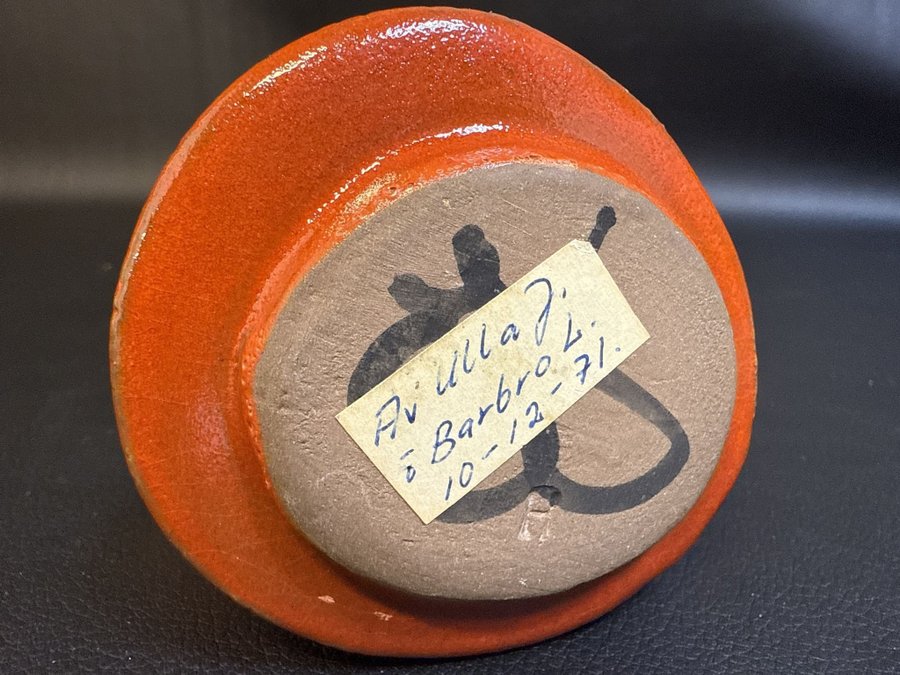 Av Ulla J.
o Barbro L.
10-12-71.